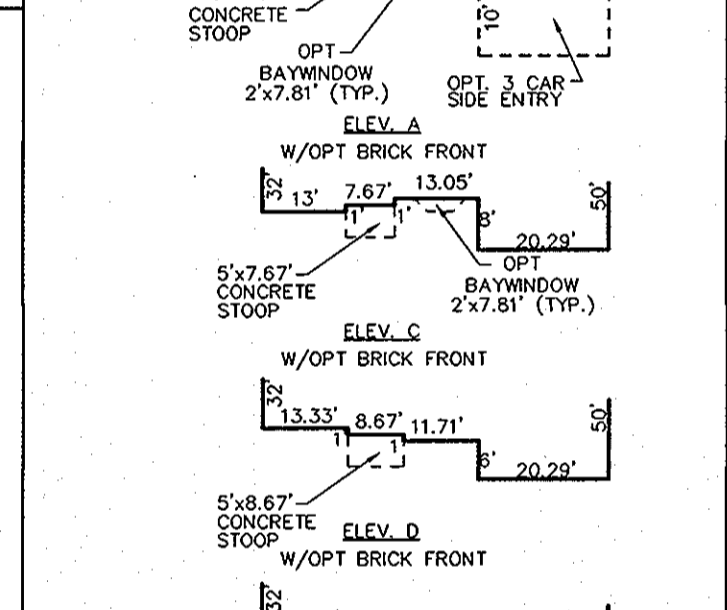 CONCRETE
STOOP
OPT
BAYWINDOW
2'x7.81' (TYP.)
10'
OPT. 3 CAR
SIDE ENTRY
ELEV. A
W/OPT BRICK FRONT
32'
13'
7.67'
13.05'
50'
1'
1'
8'
20.29'
5'x7.67'
CONCRETE
STOOP
OPT
BAYWINDOW
2'x7.81' (TYP.)
ELEV. C
W/OPT BRICK FRONT
32'
13.33'
8.67'
11.71'
50'
1'
1'
6'
20.29'
5'x8.67'
CONCRETE
STOOP
ELEV. D
W/OPT BRICK FRONT
32'